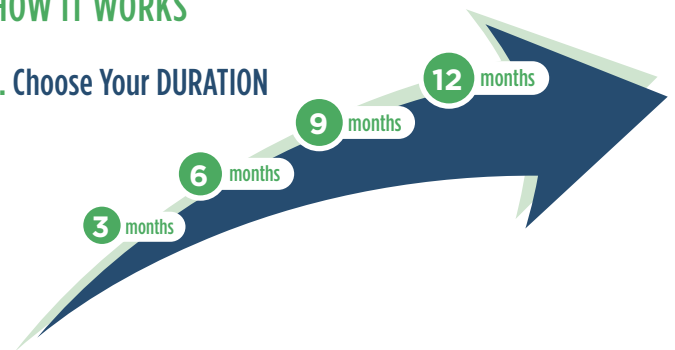 HOW IT WORKS
. Choose Your DURATION
12 months
9 months
6 months
3 months